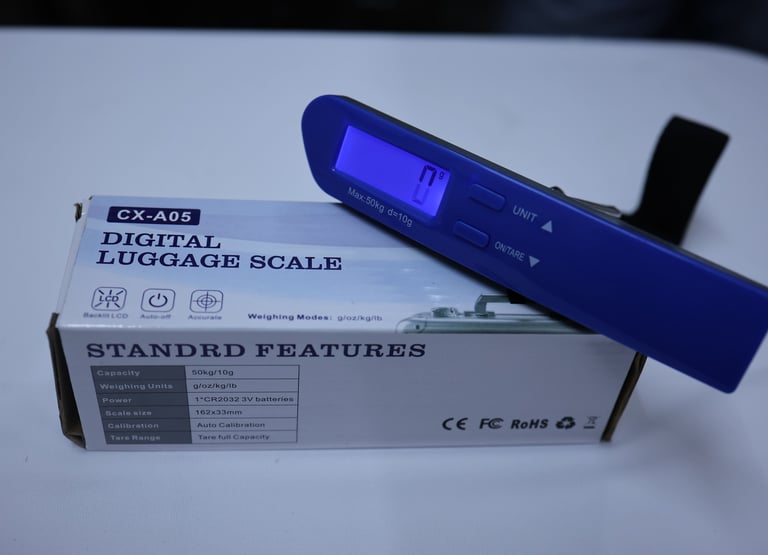 0 g
Max:50kg d=10g
UNIT ▲
ON/TARE ▼
CX-A05
DIGITAL
LUGGAGE SCALE
LCD
Backlit LCD Auto-off Accurate
Weighing Modes: g/oz/kg/lb
STANDRD FEATURES
Capacity 50kg/10g
Weighing Units g/oz/kg/lb
Power 1*CR2032 3V batteries
Scale size 162x33mm
Calibration Auto Calibration
Tare Range Tare full Capacity
CE FC RoHS